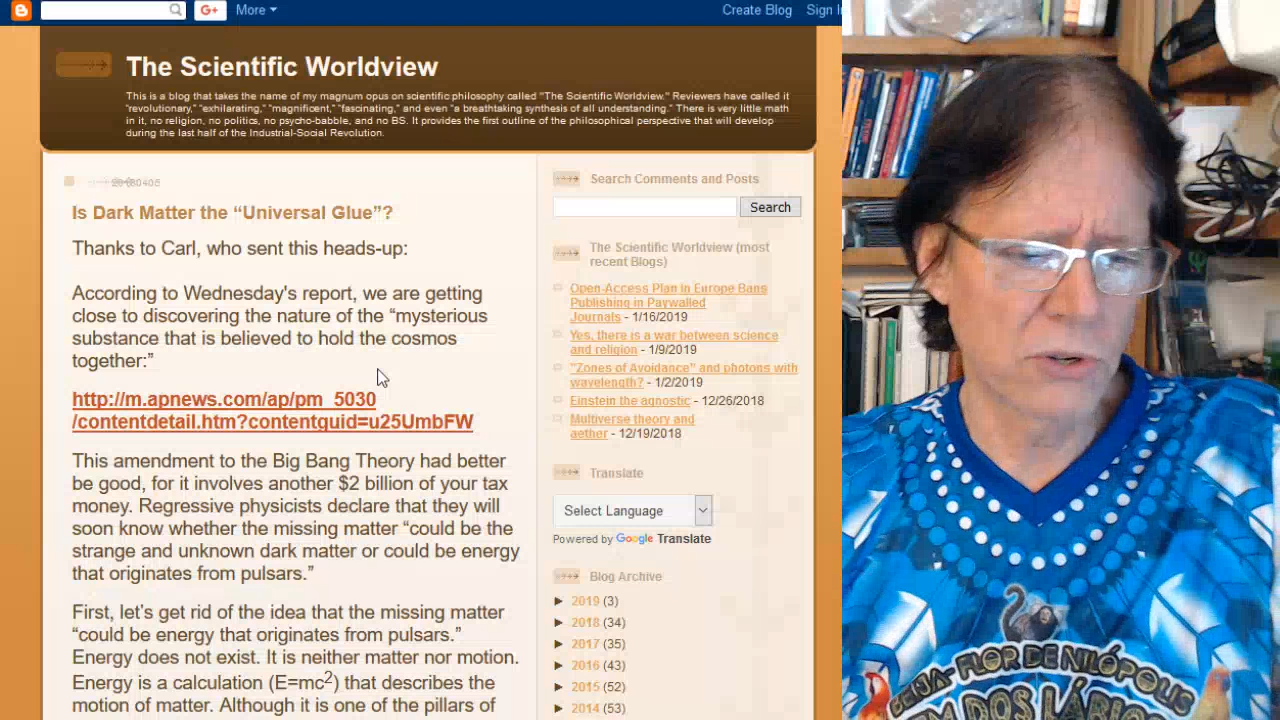 G+ More
Create Blog Sign In
The Scientific Worldview
This is a blog that takes the name of my magnum opus on scientific philosophy called "The Scientific Worldview." Reviewers have called it
"revolutionary," "exhilarating," "magnificent," "fascinating," and even "a breathtaking synthesis of all understanding." There is very little math
in it, no religion, no politics, no psycho-babble, and no BS. It provides the first outline of the philosophical perspective that will develop
during the last half of the Industrial-Social Revolution.
Is Dark Matter the “Universal Glue”?
Thanks to Carl, who sent this heads-up:
According to Wednesday's report, we are getting
close to discovering the nature of the “mysterious
substance that is believed to hold the cosmos
together:”
http://m.apnews.com/ap/pm_5030
/contentdetail.htm?contentguid=u25UmbFW
This amendment to the Big Bang Theory had better
be good, for it involves another $2 billion of your tax
money. Regressive physicists declare that they will
soon know whether the missing matter “could be the
strange and unknown dark matter or could be energy
that originates from pulsars.”
First, let’s get rid of the idea that the missing matter
“could be energy that originates from pulsars.”
Energy does not exist. It is neither matter nor motion.
Energy is a calculation (E=mc2) that describes the
motion of matter. Although it is one of the pillars of
Search Comments and Posts
Search
The Scientific Worldview (most
recent Blogs)
Open-Access Plan in Europe Bans
Publishing in Paywalled
Journals - 1/16/2019
Yes, there is a war between science
and religion - 1/9/2019
"Zones of Avoidance" and photons with
wavelength? - 1/2/2019
Einstein the agnostic - 12/26/2018
Multiverse theory and
aether - 12/19/2018
Translate
Select Language
Powered by Google Translate
Blog Archive
► 2019 (3)
► 2018 (34)
► 2017 (35)
► 2016 (43)
► 2015 (52)
► 2014 (53)
BEIJA-FLOR DE NILÓPOLIS